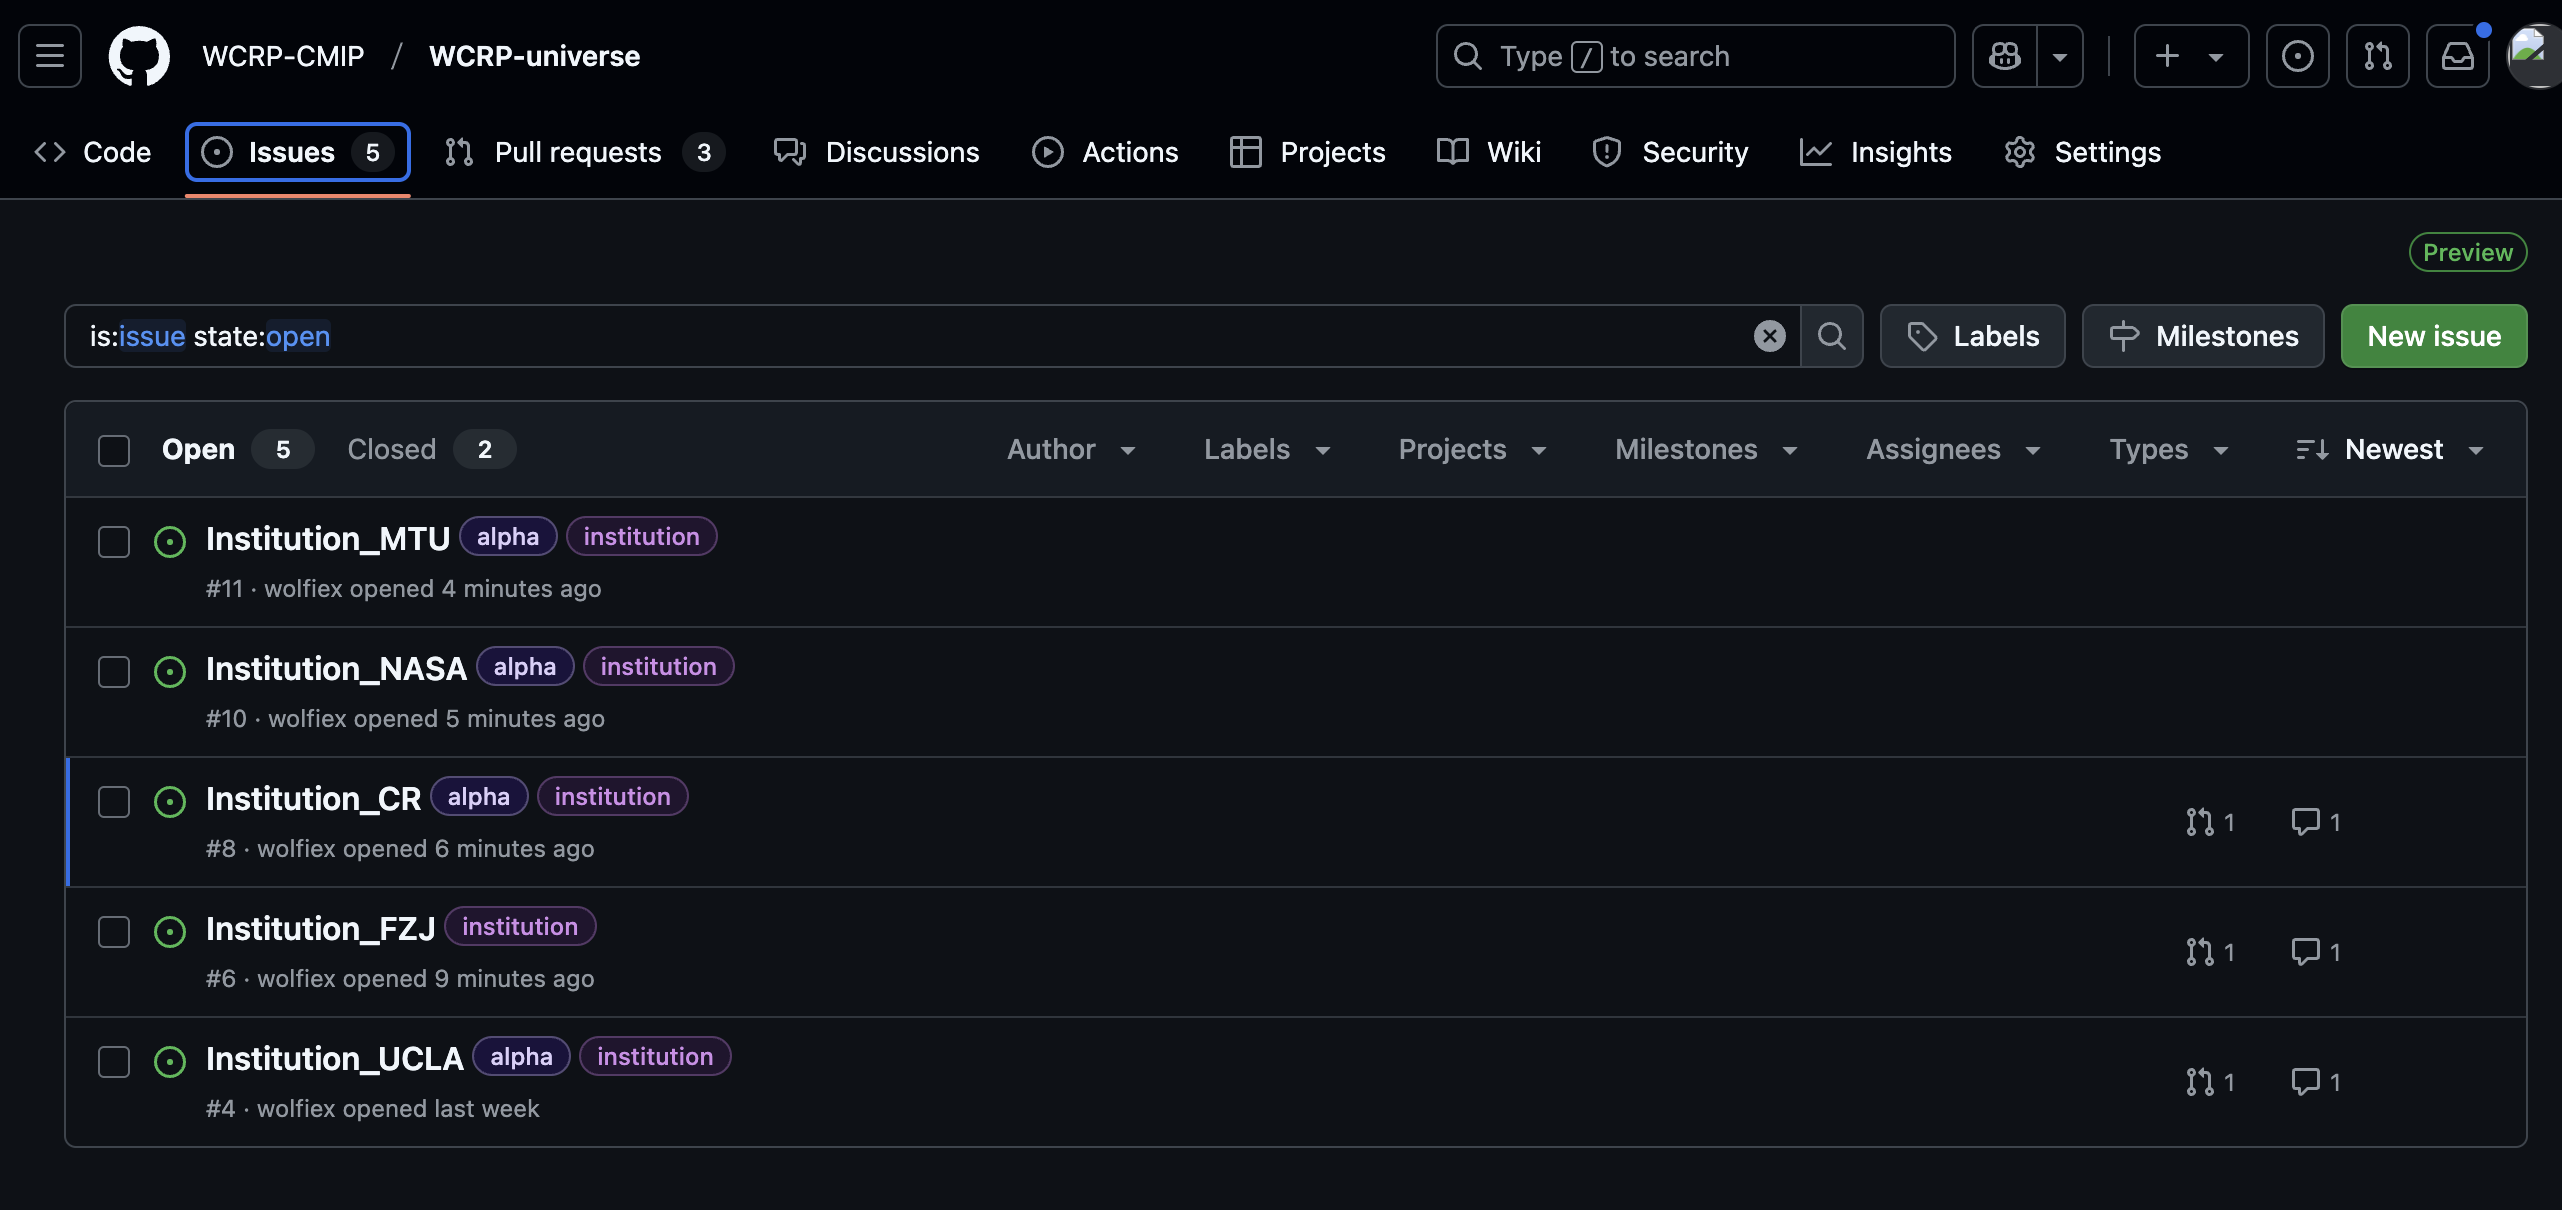 WCRP-CMIP / WCRP-universe
Type / to search
Code Issues 5 Pull requests 3 Discussions Actions Projects Wiki Security Insights Settings
Preview
is:issue state:open
Labels Milestones New issue
Open 5 Closed 2 Author Labels Projects Milestones Assignees Types Newest
Institution_MTU alpha institution
#11 · wolfiex opened 4 minutes ago
Institution_NASA alpha institution
#10 · wolfiex opened 5 minutes ago
Institution_CR alpha institution
#8 · wolfiex opened 6 minutes ago
1 1
Institution_FZJ institution
#6 · wolfiex opened 9 minutes ago
1 1
Institution_UCLA alpha institution
#4 · wolfiex opened last week
1 1